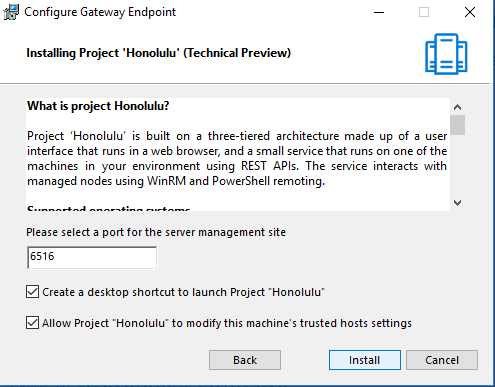 Configure Gateway Endpoint
Installing Project 'Honolulu' (Technical Preview)
What is project Honolulu?
Project ‘Honolulu’ is built on a three-tiered architecture made up of a user
interface that runs in a web browser, and a small service that runs on one of the
machines in your environment using REST APIs. The service interacts with
managed nodes using WinRM and PowerShell remoting.
Supported operating systems
Please select a port for the server management site
6516
Create a desktop shortcut to launch Project "Honolulu"
Allow Project "Honolulu" to modify this machine's trusted hosts settings
Back
Install
Cancel